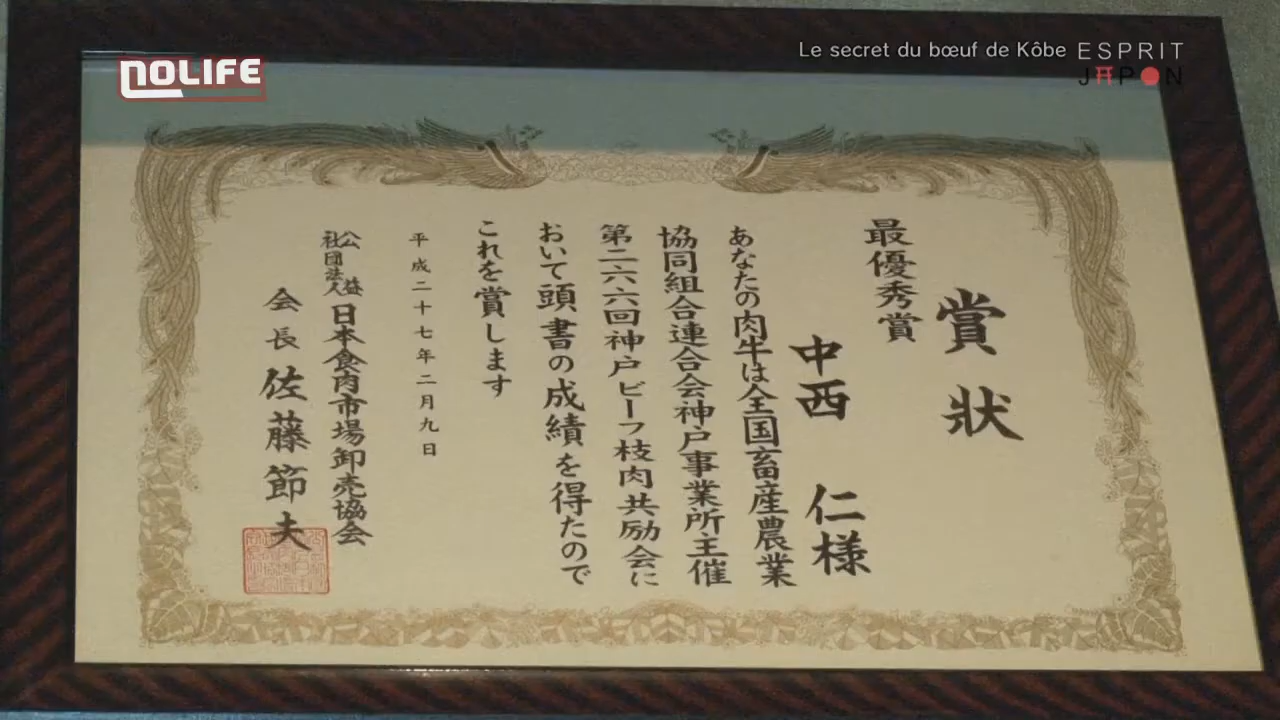 NOLIFE
Le secret du bœuf de Kôbe ESPRIT
JAPON
賞状
最優秀賞
中西 仁様
あなたの肉牛は全国畜産農業
協同組合連合会神戸事業所主催
第二六六回神戸ビーフ枝肉共励会に
おいて頭書の成績を得たので
これを賞します
平成二十七年二月九日
公益社団法人日本食肉市場卸売協会
会長 佐藤節夫